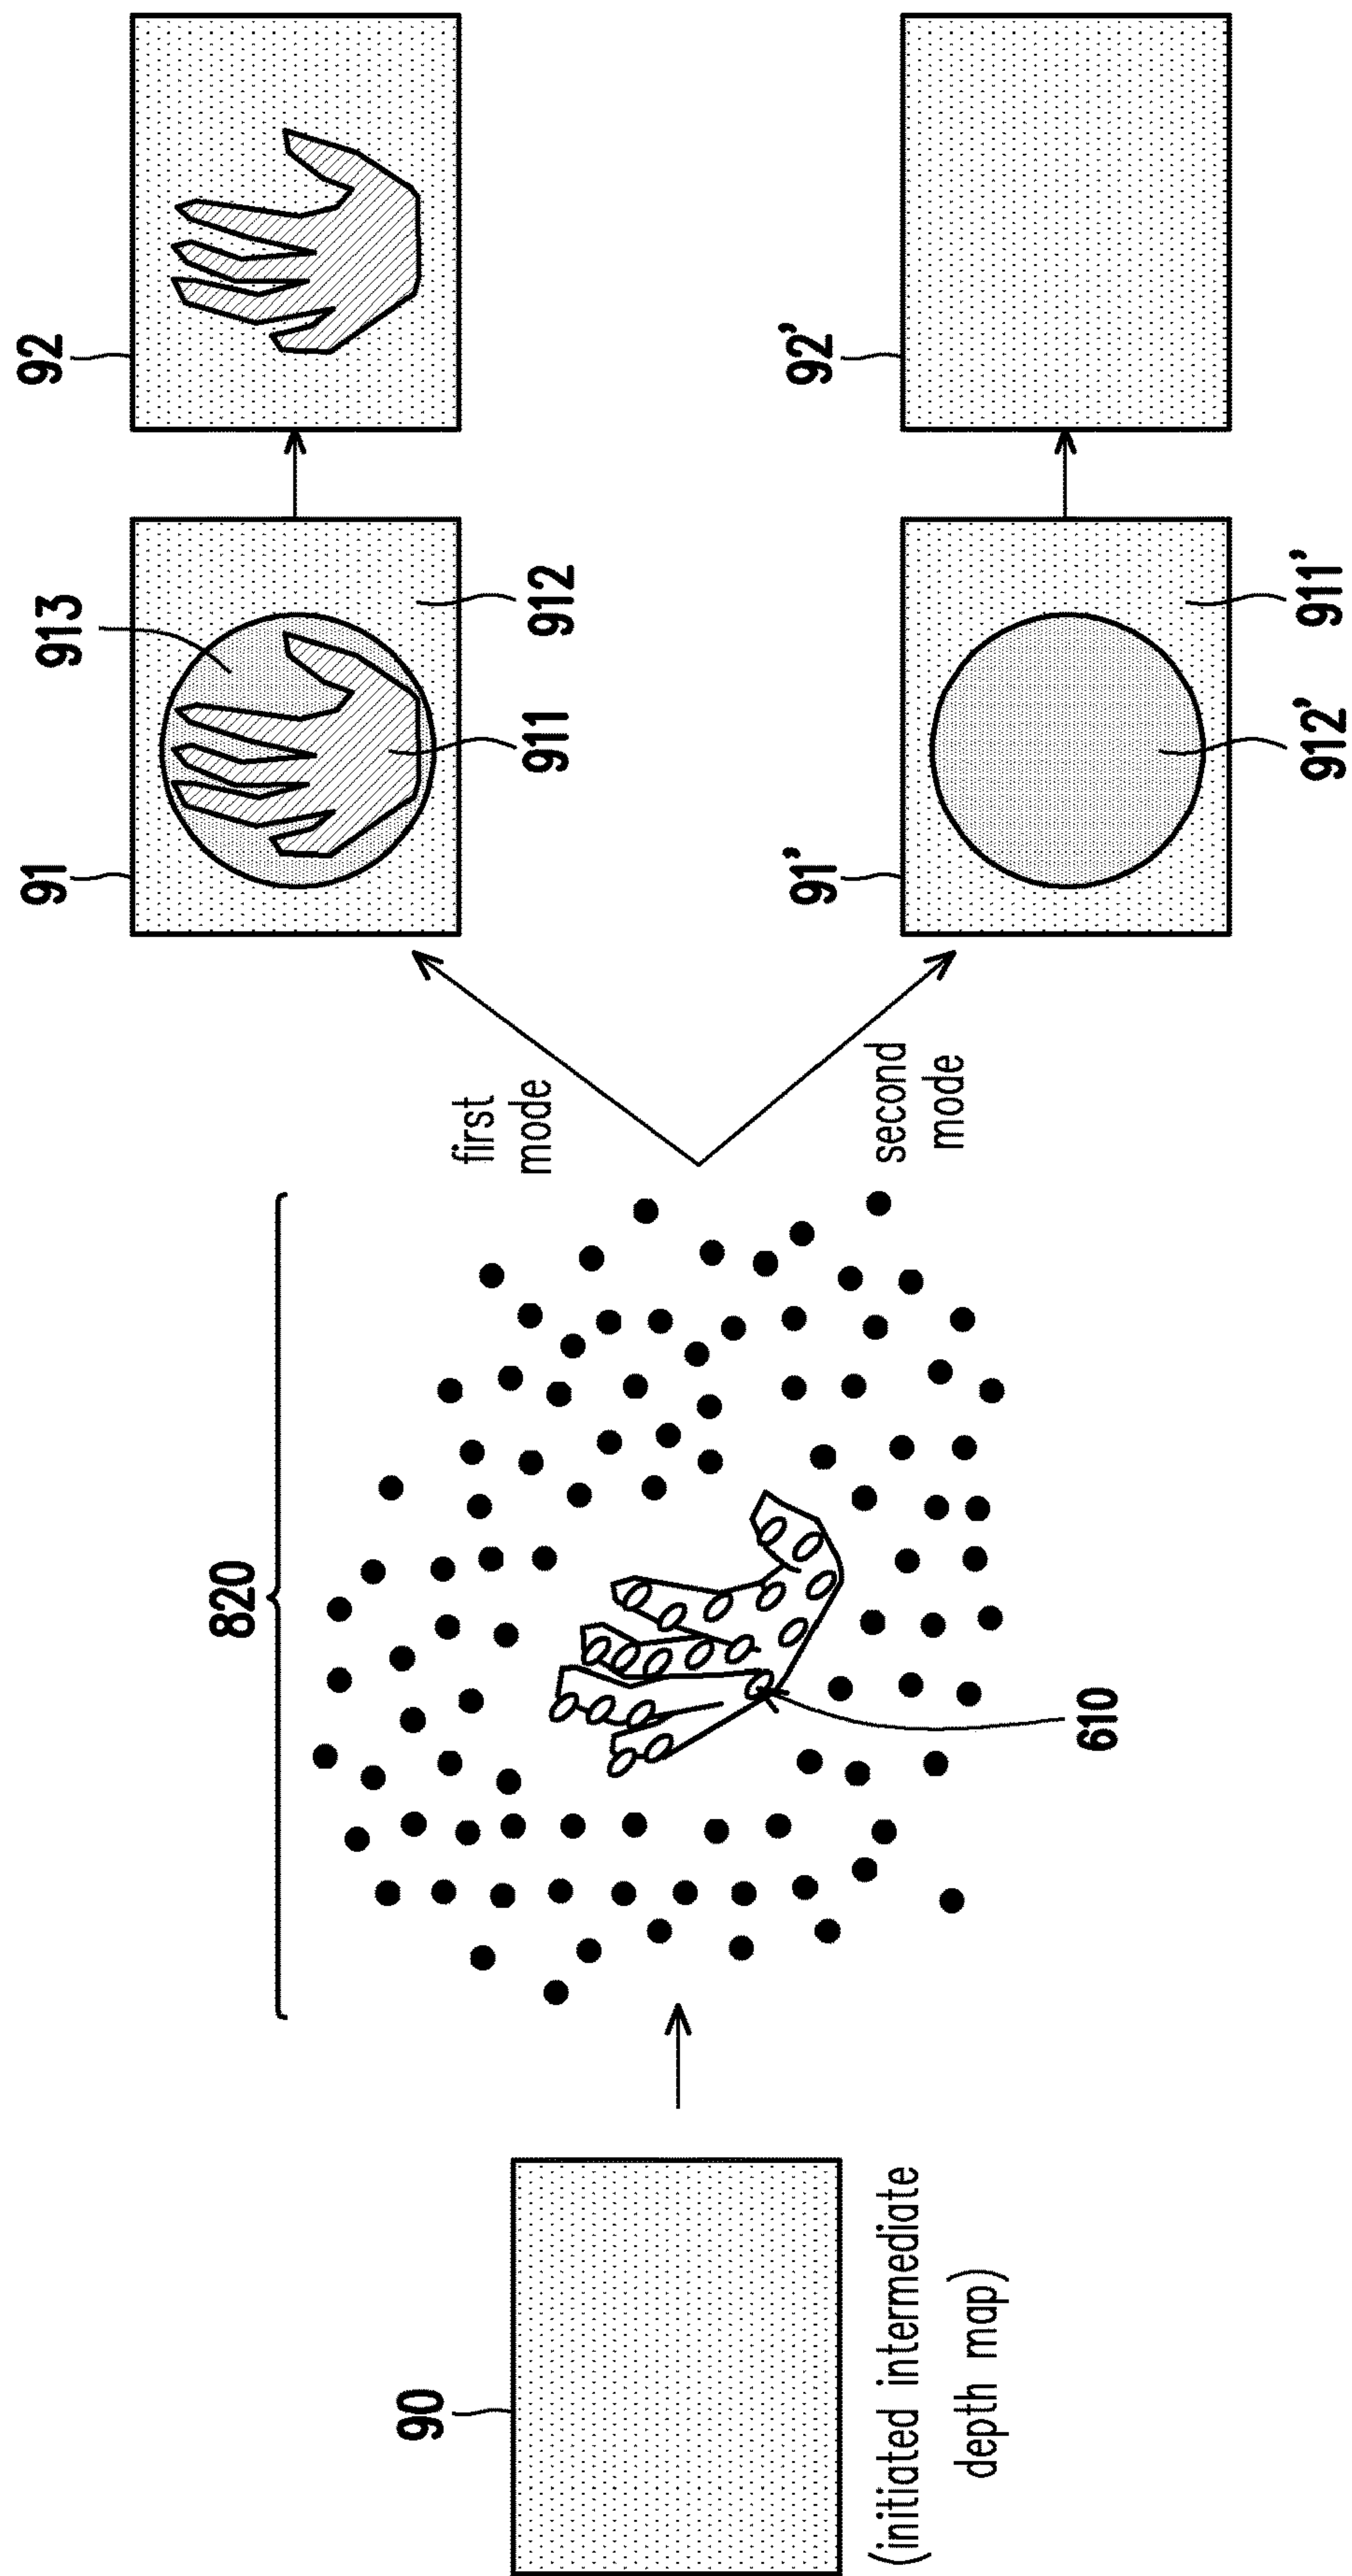 90
(initiated intermediate
depth map)
820
610
first
mode
second
mode
91
913
911
912
92
91'
912'
911'
92'